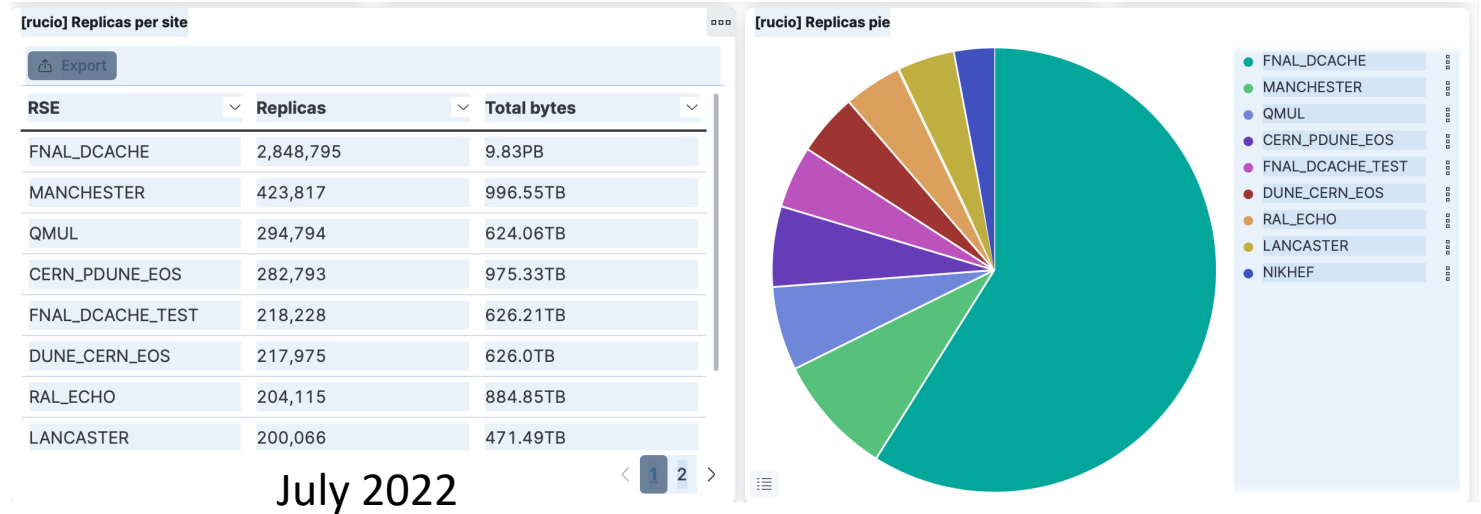 [rucio] Replicas per site
Export
RSE Replicas Total bytes
FNAL_DCACHE 2,848,795 9.83PB
MANCHESTER 423,817 996.55TB
QMUL 294,794 624.06TB
CERN_PDUNE_EOS 282,793 975.33TB
FNAL_DCACHE_TEST 218,228 626.21TB
DUNE_CERN_EOS 217,975 626.0TB
RAL_ECHO 204,115 884.85TB
LANCASTER 200,066 471.49TB
1 2
July 2022
[rucio] Replicas pie
FNAL_DCACHE
MANCHESTER
QMUL
CERN_PDUNE_EOS
FNAL_DCACHE_TEST
DUNE_CERN_EOS
RAL_ECHO
LANCASTER
NIKHEF